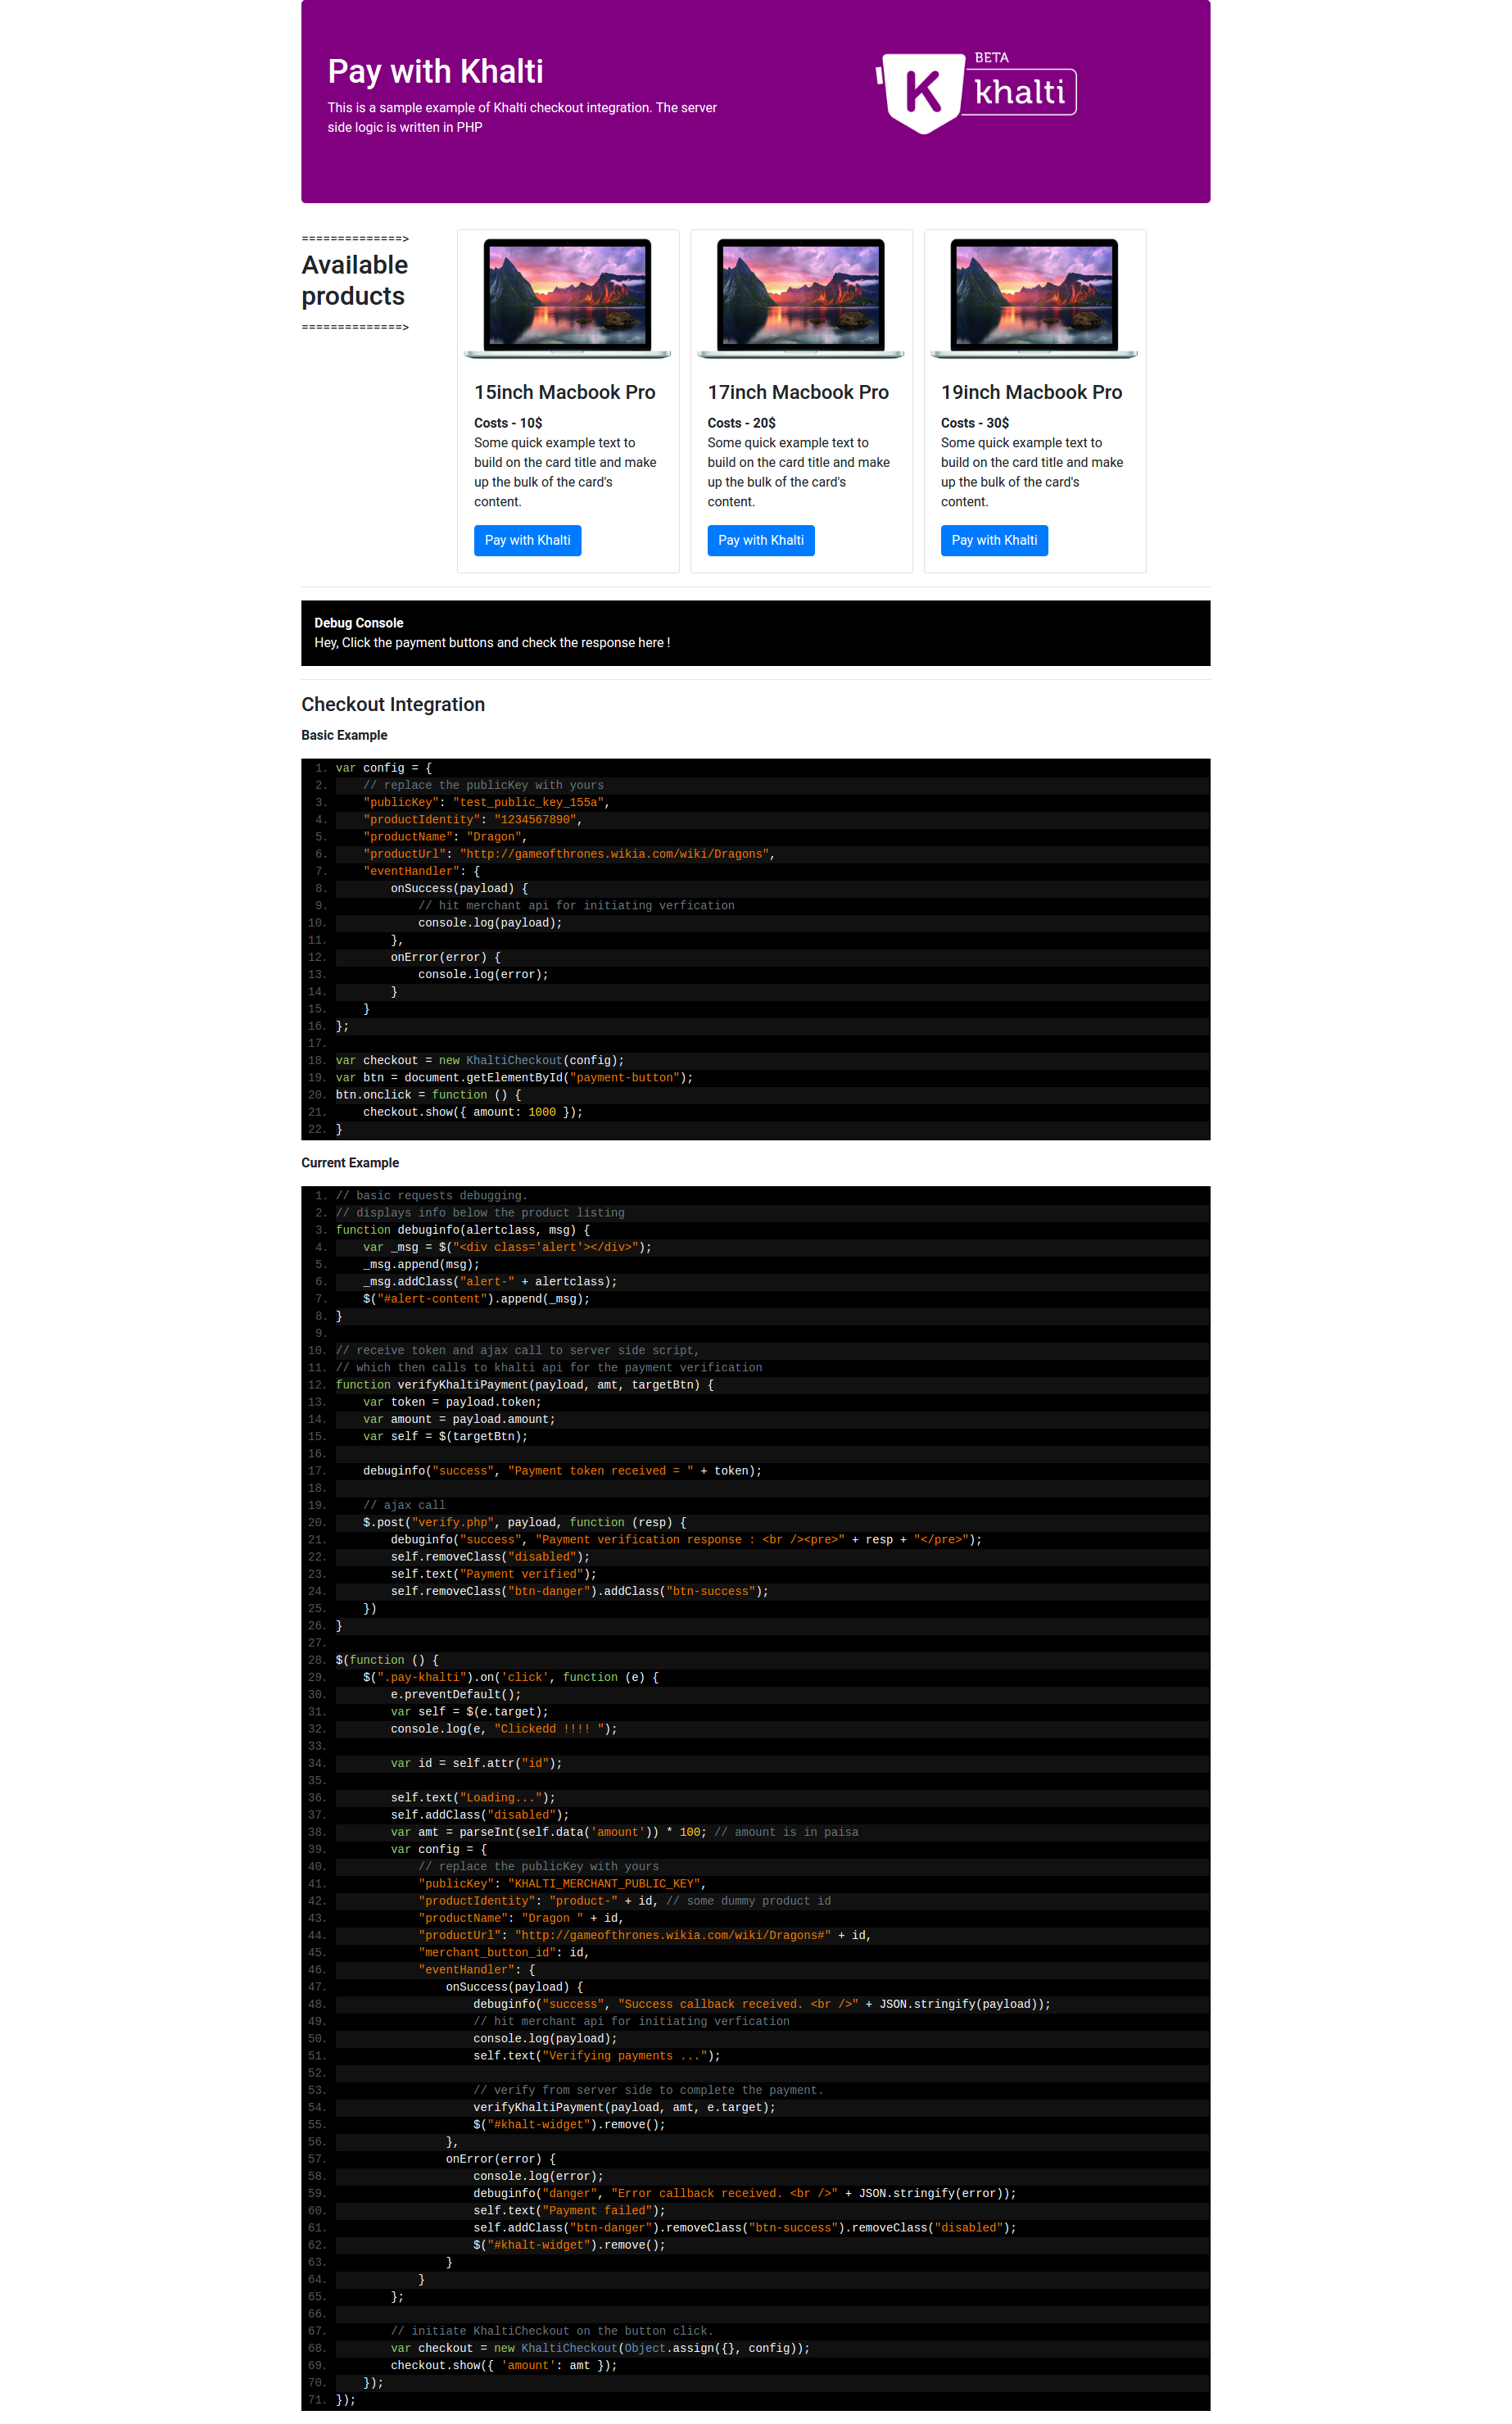 Pay with Khalti
This is a sample example of Khalti checkout integration. The server
side logic is written in PHP
BETA
K
khalti
==============>
Available
products
==============>
15inch Macbook Pro
Costs - 10$
Some quick example text to
build on the card title and make
up the bulk of the card's
content.
Pay with Khalti
17inch Macbook Pro
Costs - 20$
Some quick example text to
build on the card title and make
up the bulk of the card's
content.
Pay with Khalti
19inch Macbook Pro
Costs - 30$
Some quick example text to
build on the card title and make
up the bulk of the card's
content.
Pay with Khalti
Debug Console
Hey, Click the payment buttons and check the response here !
Checkout Integration
Basic Example
1. var config = {
2.     // replace the publicKey with yours
3.     "publicKey": "test_public_key_155a",
4.     "productIdentity": "1234567890",
5.     "productName": "Dragon",
6.     "productUrl": "http://gameofthrones.wikia.com/wiki/Dragons",
7.     "eventHandler": {
8.         onSuccess(payload) {
9.             // hit merchant api for initiating verfication
10.             console.log(payload);
11.         },
12.         onError(error) {
13.             console.log(error);
14.         }
15.     }
16. };
17.
18. var checkout = new KhaltiCheckout(config);
19. var btn = document.getElementById("payment-button");
20. btn.onclick = function () {
21.     checkout.show({ amount: 1000 });
22. }
Current Example
1. // basic requests debugging.
2. // displays info below the product listing
3. function debuginfo(alertclass, msg) {
4.     var _msg = $("<div class='alert'></div>");
5.     _msg.append(msg);
6.     _msg.addClass("alert-" + alertclass);
7.     $("#alert-content").append(_msg);
8. }
9.
10. // receive token and ajax call to server side script,
11. // which then calls to khalti api for the payment verification
12. function verifyKhaltiPayment(payload, amt, targetBtn) {
13.     var token = payload.token;
14.     var amount = payload.amount;
15.     var self = $(targetBtn);
16.
17.     debuginfo("success", "Payment token received = " + token);
18.
19.     // ajax call
20.     $.post("verify.php", payload, function (resp) {
21.         debuginfo("success", "Payment verification response : <br /><pre>" + resp + "</pre>");
22.         self.removeClass("disabled");
23.         self.text("Payment verified");
24.         self.removeClass("btn-danger").addClass("btn-success");
25.     })
26. }
27.
28. $(function () {
29.     $(".pay-khalti").on('click', function (e) {
30.         e.preventDefault();
31.         var self = $(e.target);
32.         console.log(e, "Clickedd !!!! ");
33.
34.         var id = self.attr("id");
35.
36.         self.text("Loading...");
37.         self.addClass("disabled");
38.         var amt = parseInt(self.data('amount')) * 100; // amount is in paisa
39.         var config = {
40.             // replace the publicKey with yours
41.             "publicKey": "KHALTI_MERCHANT_PUBLIC_KEY",
42.             "productIdentity": "product-" + id, // some dummy product id
43.             "productName": "Dragon " + id,
44.             "productUrl": "http://gameofthrones.wikia.com/wiki/Dragons#" + id,
45.             "merchant_button_id": id,
46.             "eventHandler": {
47.                 onSuccess(payload) {
48.                     debuginfo("success", "Success callback received. <br />" + JSON.stringify(payload));
49.                     // hit merchant api for initiating verfication
50.                     console.log(payload);
51.                     self.text("Verifying payments ...");
52.
53.                     // verify from server side to complete the payment.
54.                     verifyKhaltiPayment(payload, amt, e.target);
55.                     $("#khalt-widget").remove();
56.                 },
57.                 onError(error) {
58.                     console.log(error);
59.                     debuginfo("danger", "Error callback received. <br />" + JSON.stringify(error));
60.                     self.text("Payment failed");
61.                     self.addClass("btn-danger").removeClass("btn-success").removeClass("disabled");
62.                     $("#khalt-widget").remove();
63.                 }
64.             }
65.         };
66.
67.         // initiate KhaltiCheckout on the button click.
68.         var checkout = new KhaltiCheckout(Object.assign({}, config));
69.         checkout.show({ 'amount': amt });
70.     });
71. });